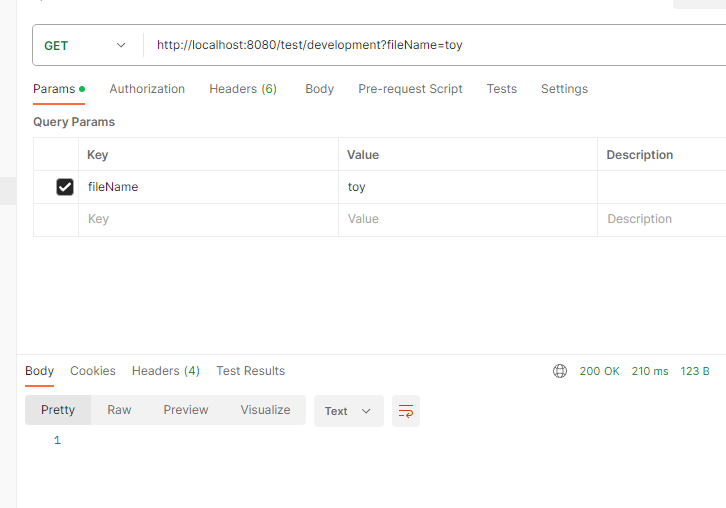 GET http://localhost:8080/test/development?fileName=toy
Params Authorization Headers (6) Body Pre-request Script Tests Settings
Query Params
Key Value Description
fileName toy
Key Value Description
Body Cookies Headers (4) Test Results 200 OK 210 ms 123 B
Pretty Raw Preview Visualize Text
1